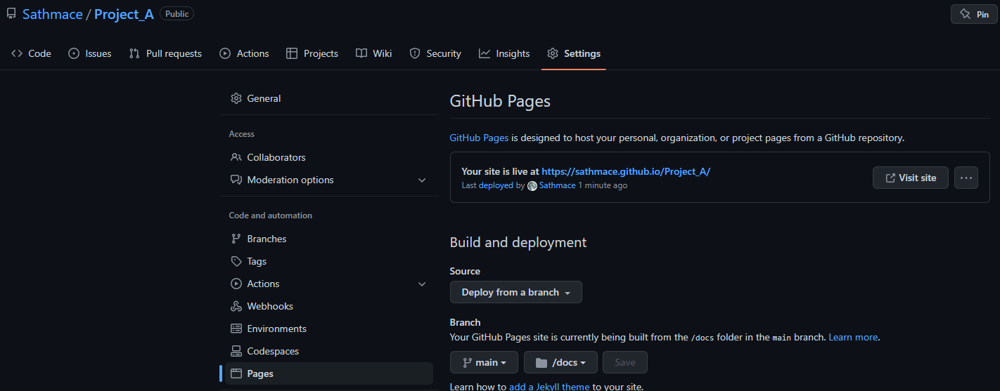 Sathmace / Project_A Public
Pin
Code Issues Pull requests Actions Projects Wiki Security Insights Settings
General
Access
Collaborators
Moderation options
Code and automation
Branches
Tags
Actions
Webhooks
Environments
Codespaces
Pages
GitHub Pages
GitHub Pages is designed to host your personal, organization, or project pages from a GitHub repository.
Your site is live at https://sathmace.github.io/Project_A/
Last deployed by Sathmace 1 minute ago
Visit site
Build and deployment
Source
Deploy from a branch
Branch
Your GitHub Pages site is currently being built from the /docs folder in the main branch. Learn more.
main /docs Save
Learn how to add a Jekyll theme to your site.